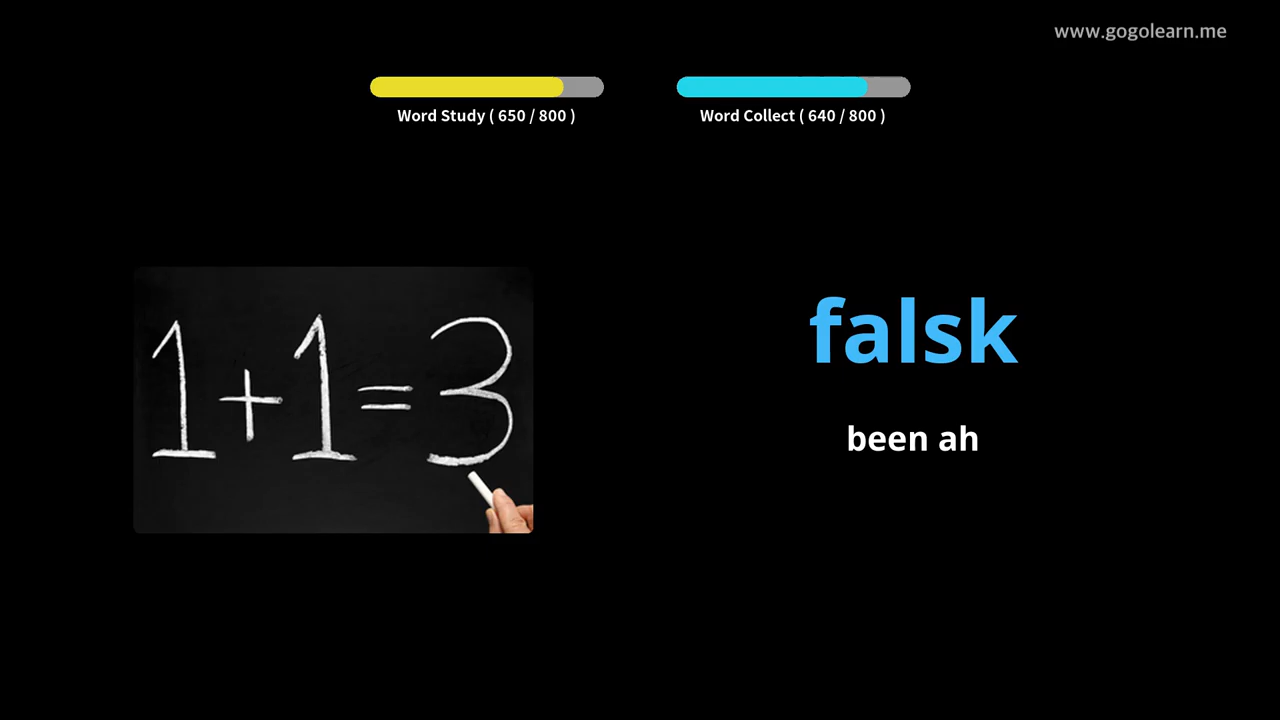 www.gogolearn.me
Word Study ( 650 / 800 )
Word Collect ( 640 / 800 )
1+1=3
falsk
been ah